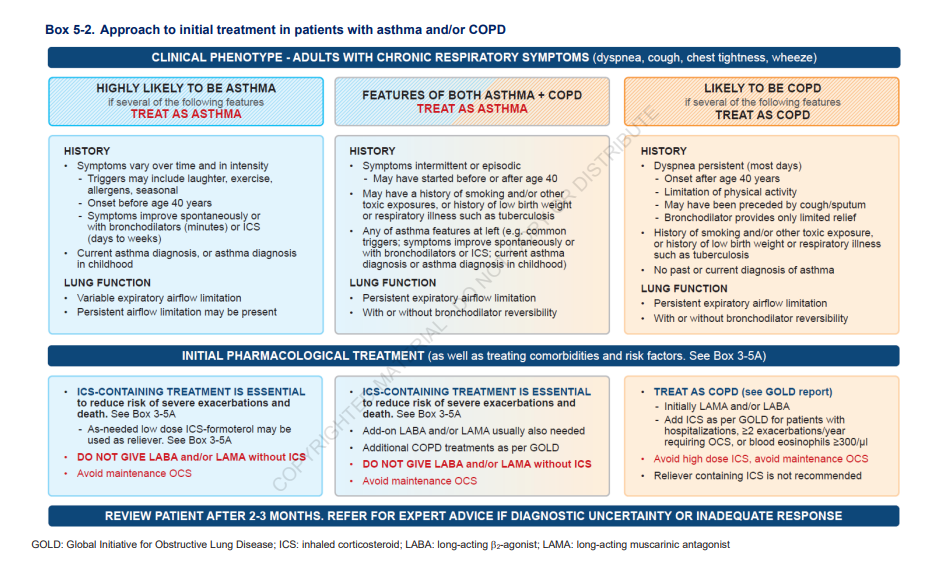 Box 5-2. Approach to initial treatment in patients with asthma and/or COPD
CLINICAL PHENOTYPE - ADULTS WITH CHRONIC RESPIRATORY SYMPTOMS (dyspnea, cough, chest tightness, wheeze)
HIGHLY LIKELY TO BE ASTHMA
if several of the following features
TREAT AS ASTHMA
HISTORY
• Symptoms vary over time and in intensity
- Triggers may include laughter, exercise,
allergens, seasonal
- Onset before age 40 years
- Symptoms improve spontaneously or
with bronchodilators (minutes) or ICS
(days to weeks)
• Current asthma diagnosis, or asthma diagnosis
in childhood
LUNG FUNCTION
• Variable expiratory airflow limitation
• Persistent airflow limitation may be present
FEATURES OF BOTH ASTHMA + COPD
TREAT AS ASTHMA
HISTORY
• Symptoms intermittent or episodic
- May have started before or after age 40
• May have a history of smoking and/or other
toxic exposures, or history of low birth weight
or respiratory illness such as tuberculosis
• Any of asthma features at left (e.g. common
triggers; symptoms improve spontaneously or
with bronchodilators or ICS; current asthma
diagnosis or asthma diagnosis in childhood)
LUNG FUNCTION
• Persistent expiratory airflow limitation
• With or without bronchodilator reversibility
LIKELY TO BE COPD
if several of the following features
TREAT AS COPD
HISTORY
• Dyspnea persistent (most days)
- Onset after age 40 years
- Limitation of physical activity
- May have been preceded by cough/sputum
- Bronchodilator provides only limited relief
• History of smoking and/or other toxic exposure,
or history of low birth weight or respiratory illness
such as tuberculosis
• No past or current diagnosis of asthma
LUNG FUNCTION
• Persistent expiratory airflow limitation
• With or without bronchodilator reversibility
INITIAL PHARMACOLOGICAL TREATMENT (as well as treating comorbidities and risk factors. See Box 3-5A)
• ICS-CONTAINING TREATMENT IS ESSENTIAL
to reduce risk of severe exacerbations and
death. See Box 3-5A
- As-needed low dose ICS-formoterol may be
used as reliever. See Box 3-5A
• DO NOT GIVE LABA and/or LAMA without ICS
• Avoid maintenance OCS
• ICS-CONTAINING TREATMENT IS ESSENTIAL
to reduce risk of severe exacerbations and
death. See Box 3-5A
• Add-on LABA and/or LAMA usually also needed
• Additional COPD treatments as per GOLD
• DO NOT GIVE LABA and/or LAMA without ICS
• Avoid maintenance OCS
• TREAT AS COPD (see GOLD report)
- Initially LAMA and/or LABA
- Add ICS as per GOLD for patients with
hospitalizations, ≥2 exacerbations/year
requiring OCS, or blood eosinophils ≥300/µl
• Avoid high dose ICS, avoid maintenance OCS
• Reliever containing ICS is not recommended
REVIEW PATIENT AFTER 2-3 MONTHS. REFER FOR EXPERT ADVICE IF DIAGNOSTIC UNCERTAINTY OR INADEQUATE RESPONSE
GOLD: Global Initiative for Obstructive Lung Disease; ICS: inhaled corticosteroid; LABA: long-acting β₂-agonist; LAMA: long-acting muscarinic antagonist
COPYRIGHTED MATERIAL - DO NOT COPY OR DISTRIBUTE